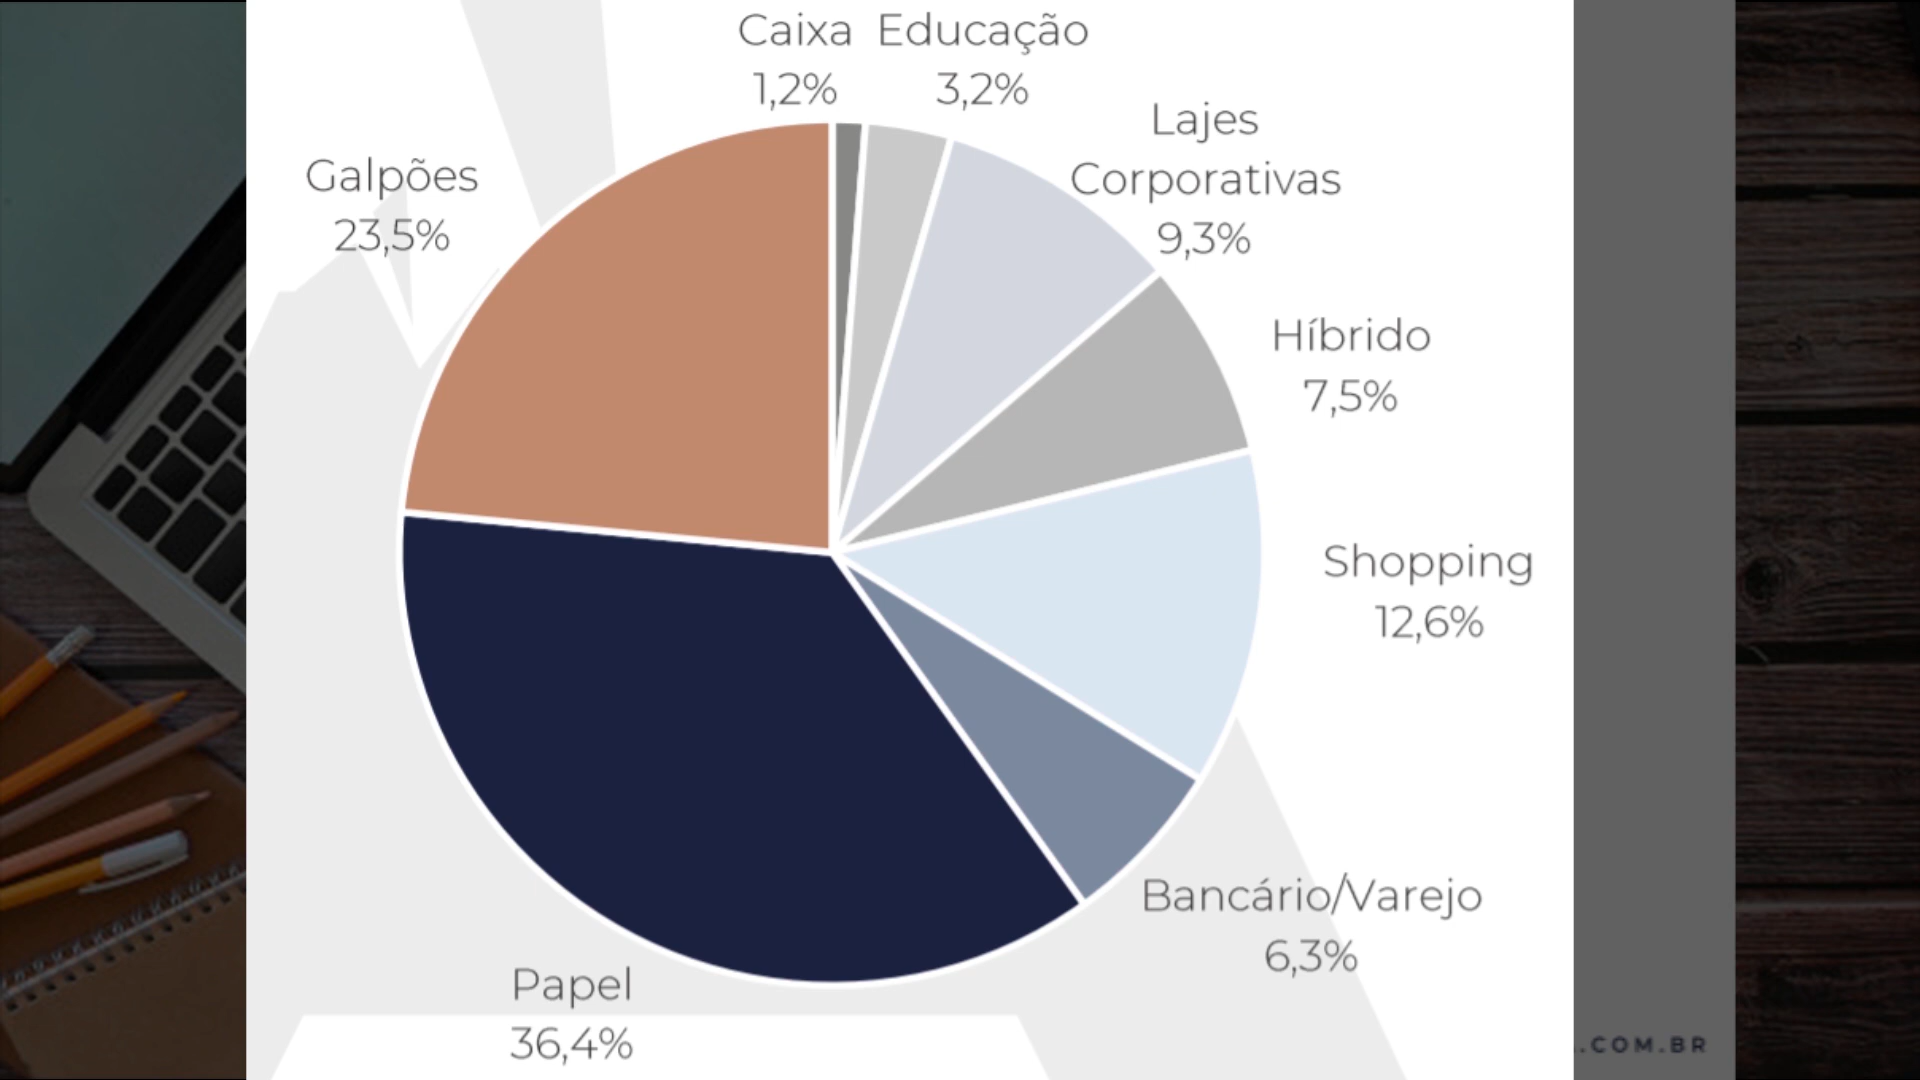 Caixa
1,2%
Educação
3,2%
Lajes
Corporativas
9,3%
Híbrido
7,5%
Shopping
12,6%
Bancário/Varejo
6,3%
Papel
36,4%
Galpões
23,5%
.COM.BR